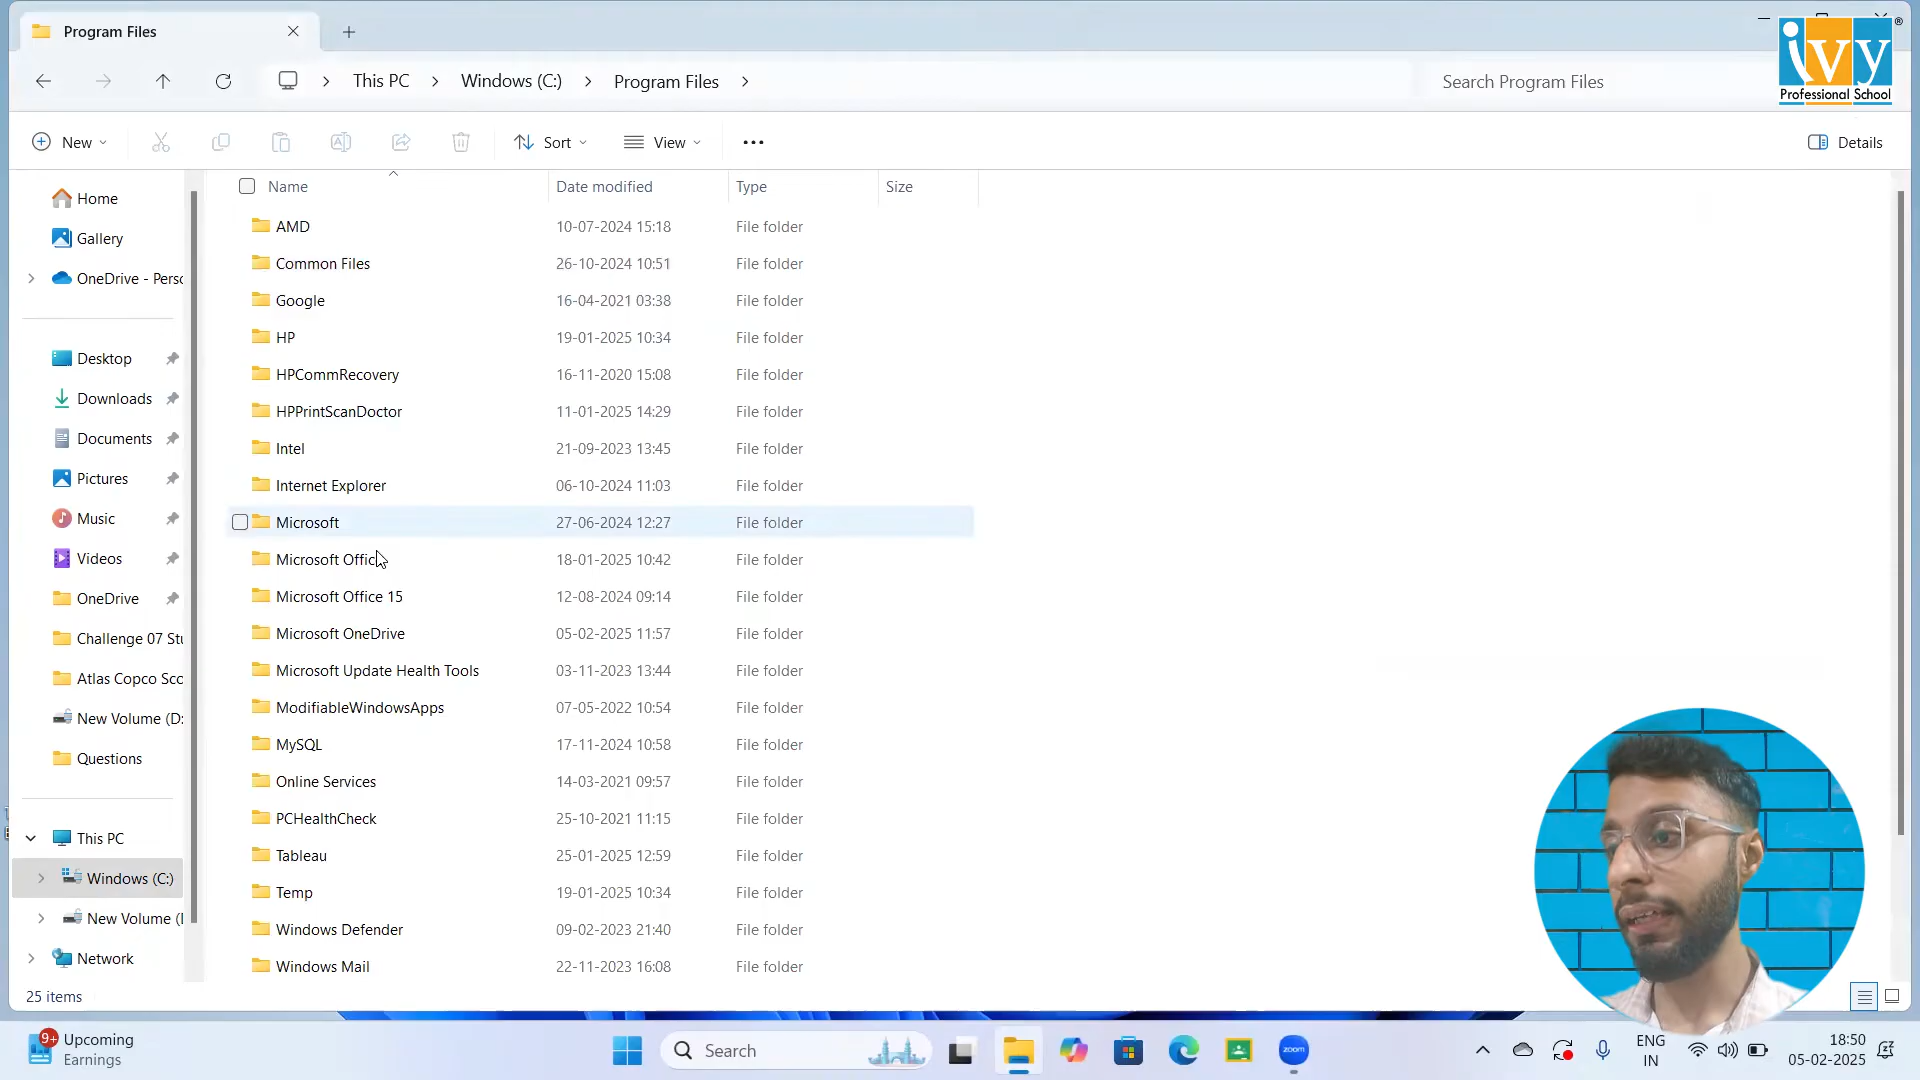 Program Files
ivy ®
Professional School
This PC > Windows (C:) > Program Files >
Search Program Files
New
Sort
View
Details
Home
Gallery
OneDrive - Perso
Desktop
Downloads
Documents
Pictures
Music
Videos
OneDrive
Challenge 07 Stu
Atlas Copco Sco
New Volume (D:
Questions
This PC
Windows (C:)
New Volume (I
Network
Name Date modified Type Size
AMD 10-07-2024 15:18 File folder
Common Files 26-10-2024 10:51 File folder
Google 16-04-2021 03:38 File folder
HP 19-01-2025 10:34 File folder
HPCommRecovery 16-11-2020 15:08 File folder
HPPrintScanDoctor 11-01-2025 14:29 File folder
Intel 21-09-2023 13:45 File folder
Internet Explorer 06-10-2024 11:03 File folder
Microsoft 27-06-2024 12:27 File folder
Microsoft Office 18-01-2025 10:42 File folder
Microsoft Office 15 12-08-2024 09:14 File folder
Microsoft OneDrive 05-02-2025 11:57 File folder
Microsoft Update Health Tools 03-11-2023 13:44 File folder
ModifiableWindowsApps 07-05-2022 10:54 File folder
MySQL 17-11-2024 10:58 File folder
Online Services 14-03-2021 09:57 File folder
PCHealthCheck 25-10-2021 11:15 File folder
Tableau 25-01-2025 12:59 File folder
Temp 19-01-2025 10:34 File folder
Windows Defender 09-02-2023 21:40 File folder
Windows Mail 22-11-2023 16:08 File folder
25 items
9+
Upcoming
Earnings
Search
zoom
ENG
IN
18:50
05-02-2025